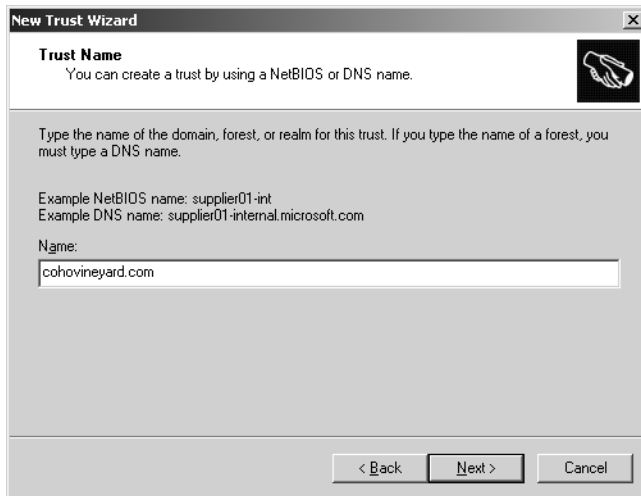 New Trust Wizard
Trust Name
You can create a trust by using a NetBIOS or DNS name.
Type the name of the domain, forest, or realm for this trust. If you type the name of a forest, you
must type a DNS name.
Example NetBIOS name: supplier01-int
Example DNS name: supplier01-internal.microsoft.com
Name:
cohovineyard.com
< Back
Next >
Cancel